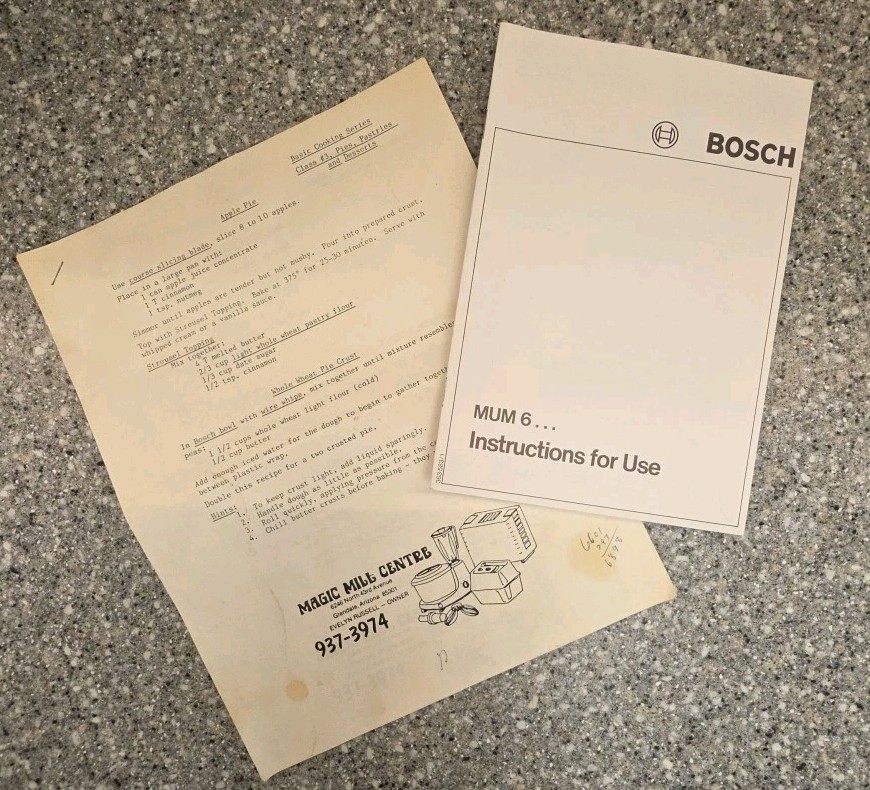 Basic Cooking Series
Class #3, Pies, Pastries
and Desserts
Apple Pie
Use course slicing blade, slice 8 to 10 apples.
Place in a large pan with:
1 can apple juice concentrate
1 T cinnamon
1 tsp. nutmeg
Simmer until apples are tender but not mushy. Pour into prepared crust.
Top with Streusel Topping. Bake at 375° for 25-30 minutes. Serve with
whipped cream or a vanilla sauce.
Streusel Topping
Mix together:
4 T melted butter
2/3 cup light whole wheat pastry flour
1/3 cup date sugar
1/2 tsp. cinnamon
Whole Wheat Pie Crust
In Bosch bowl with wire whips, mix together until mixture resembles
peas:
1 1/2 cups whole wheat light flour (cold)
1/2 cup butter
Add enough iced water for the dough to begin to gather
between plastic wrap.
Double this recipe for a two crusted pie.
Hints:
1. To keep crust light, add liquid sparingly.
2. Handle dough as little as possible.
3. Roll quickly, applying pressure from the
4. Chill butter crusts before baking - they
MAGIC MILL CENTRE
6246 North 43rd Avenue
Glendale, Arizona 85301
EVELYN RUSSELL — OWNER
937-3974
BOSCH
MUM 6...
Instructions for Use